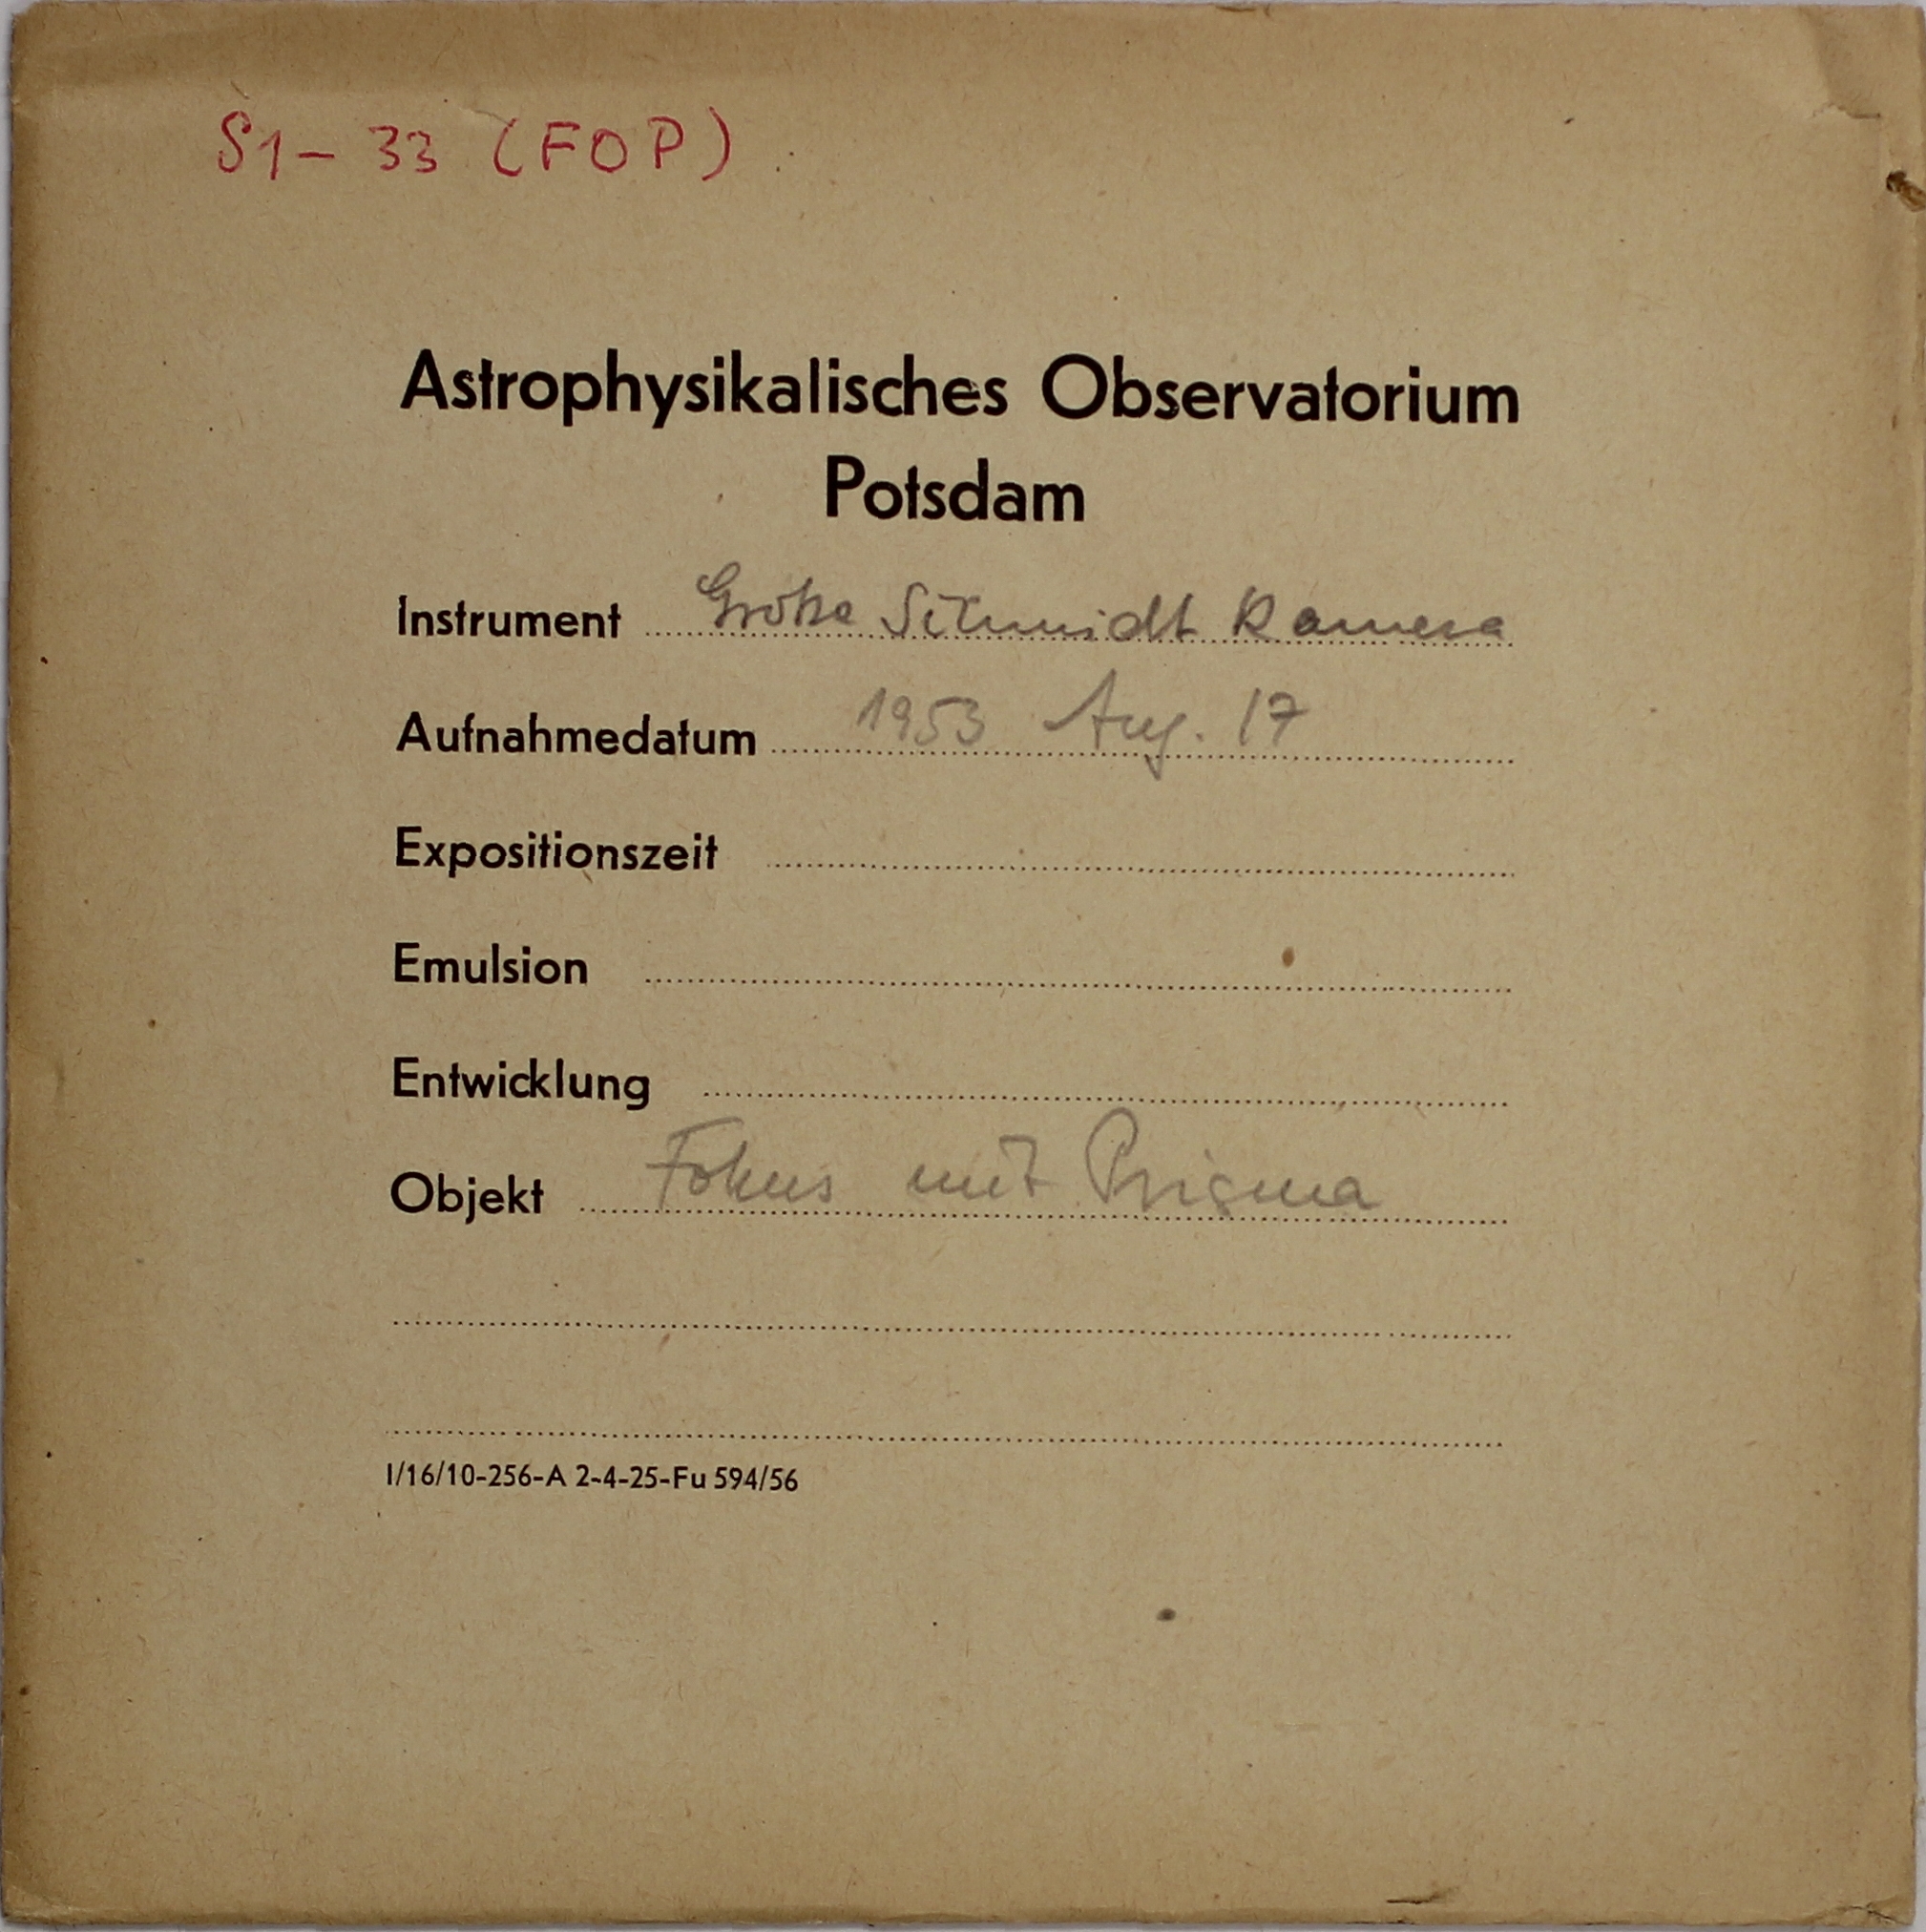 S1 - 33 (FOP)
Astrophysikalisches Observatorium
Potsdam
Instrument Große Schmidt Kamera
Aufnahmedatum 1953 Aug. 17
Expositionszeit
Emulsion
Entwicklung
Objekt Fokus mit Prisma
I/16/10-256-A 2-4-25-Fu 594/56